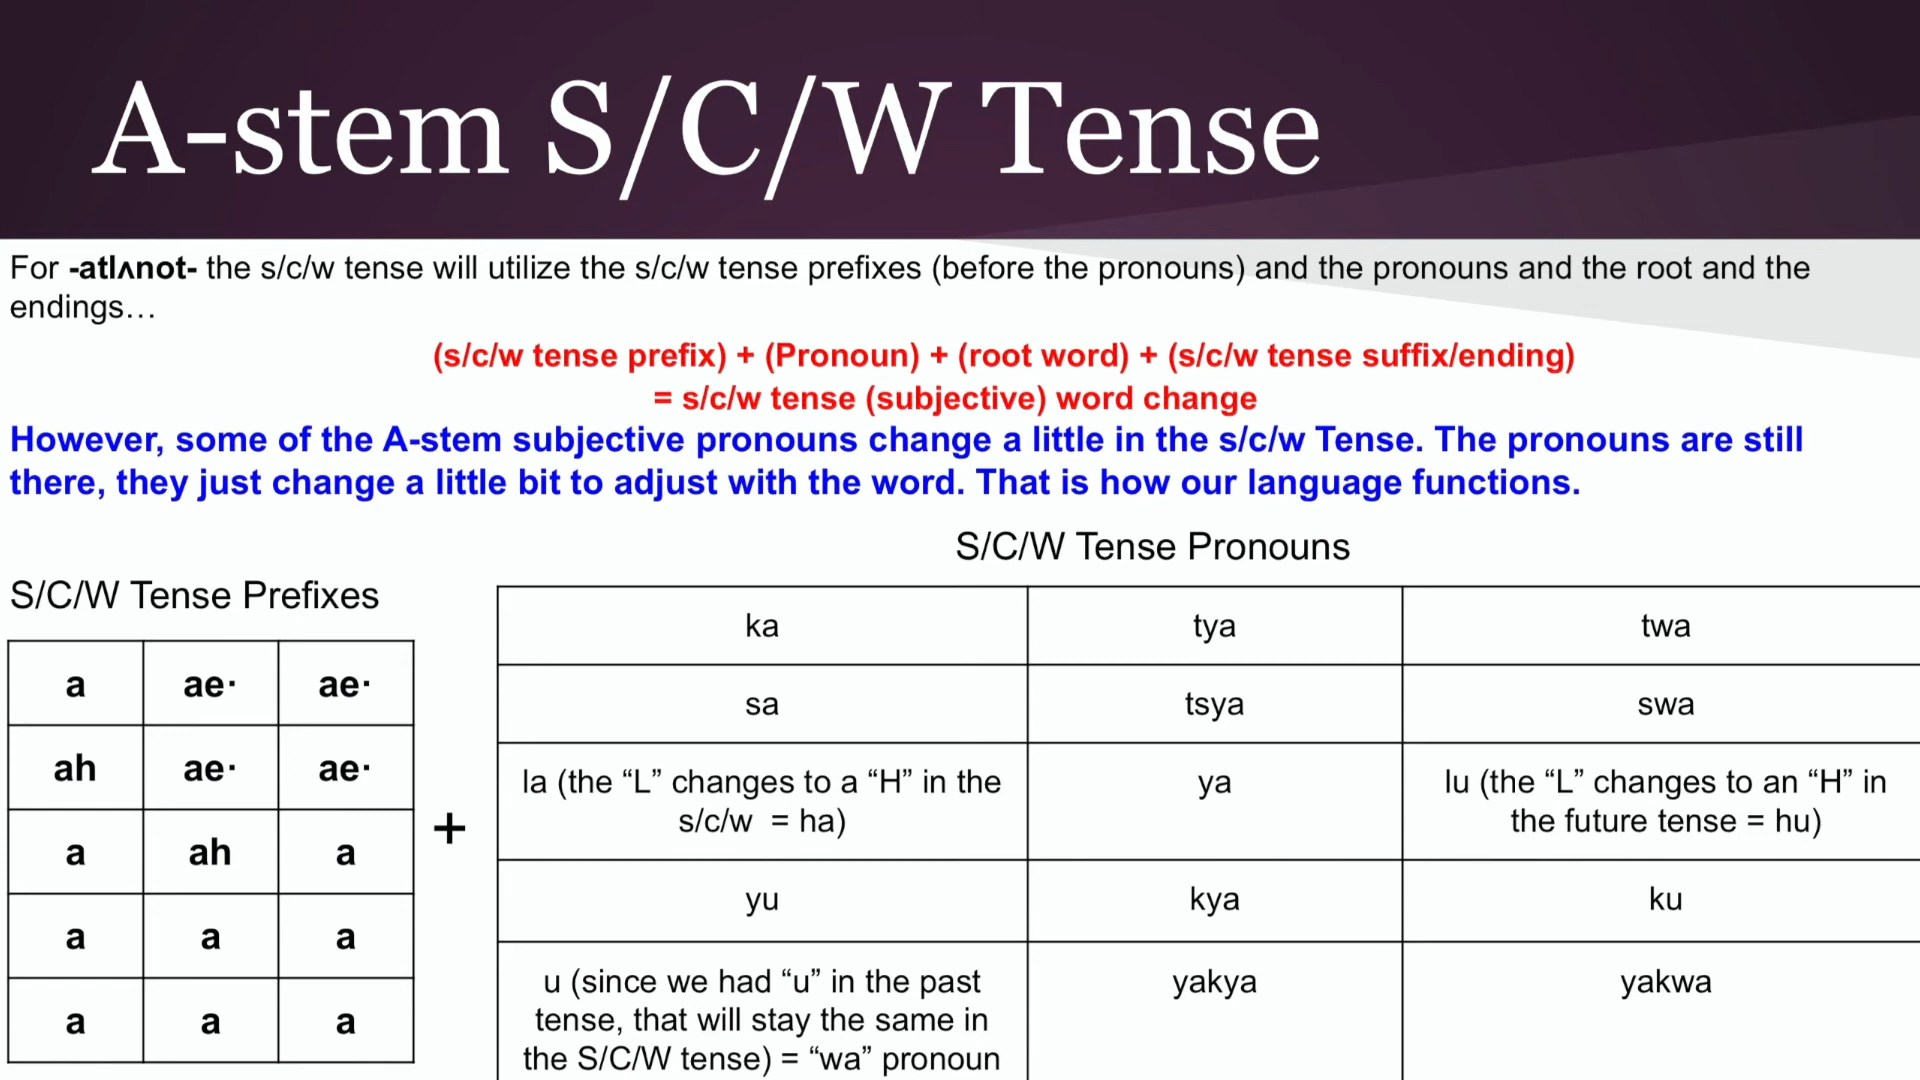 A-stem S/C/W Tense
For -atlʌnot- the s/c/w tense will utilize the s/c/w tense prefixes (before the pronouns) and the pronouns and the root and the
endings…
(s/c/w tense prefix) + (Pronoun) + (root word) + (s/c/w tense suffix/ending)
= s/c/w tense (subjective) word change
However, some of the A-stem subjective pronouns change a little in the s/c/w Tense. The pronouns are still
there, they just change a little bit to adjust with the word. That is how our language functions.
S/C/W Tense Prefixes
a ae· ae·
ah ae· ae·
a ah a
a a a
a a a
+
S/C/W Tense Pronouns
ka tya twa
sa tsya swa
la (the “L” changes to a “H” in the
s/c/w = ha)
ya
lu (the “L” changes to an “H” in
the future tense = hu)
yu kya ku
u (since we had “u” in the past
tense, that will stay the same in
the S/C/W tense) = “wa” pronoun
yakya
yakwa